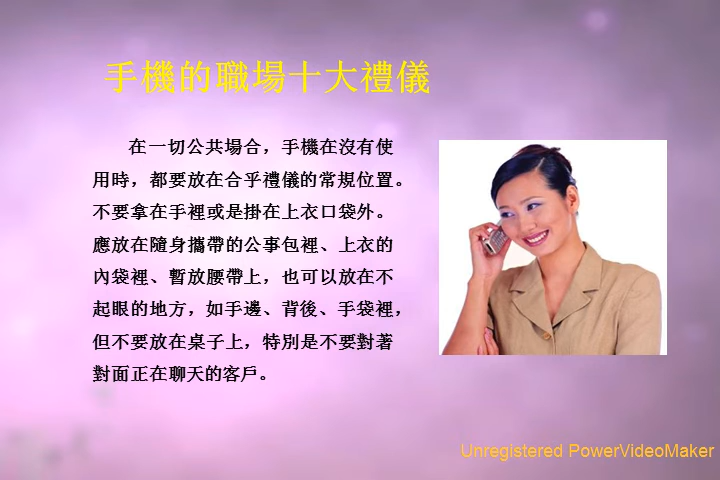 手機的職場十大禮儀
在一切公共場合，手機在沒有使
用時，都要放在合乎禮儀的常規位置。
不要拿在手裡或是掛在上衣口袋外。
應放在隨身攜帶的公事包裡、上衣的
內袋裡、暫放腰帶上，也可以放在不
起眼的地方，如手邊、背後、手袋裡，
但不要放在桌子上，特別是不要對著
對面正在聊天的客戶。
Unregistered PowerVideoMaker